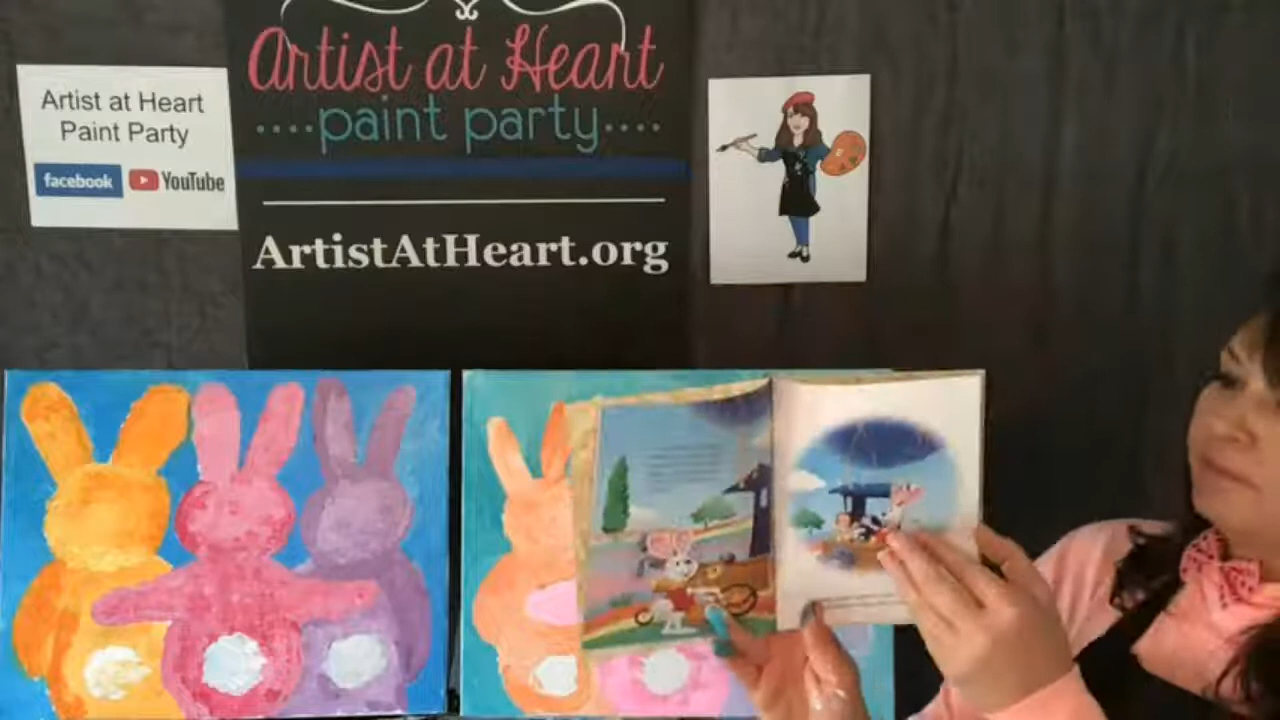 Artist at Heart
Paint Party
facebook YouTube
Artist at Heart
....paint party....
ArtistAtHeart.org